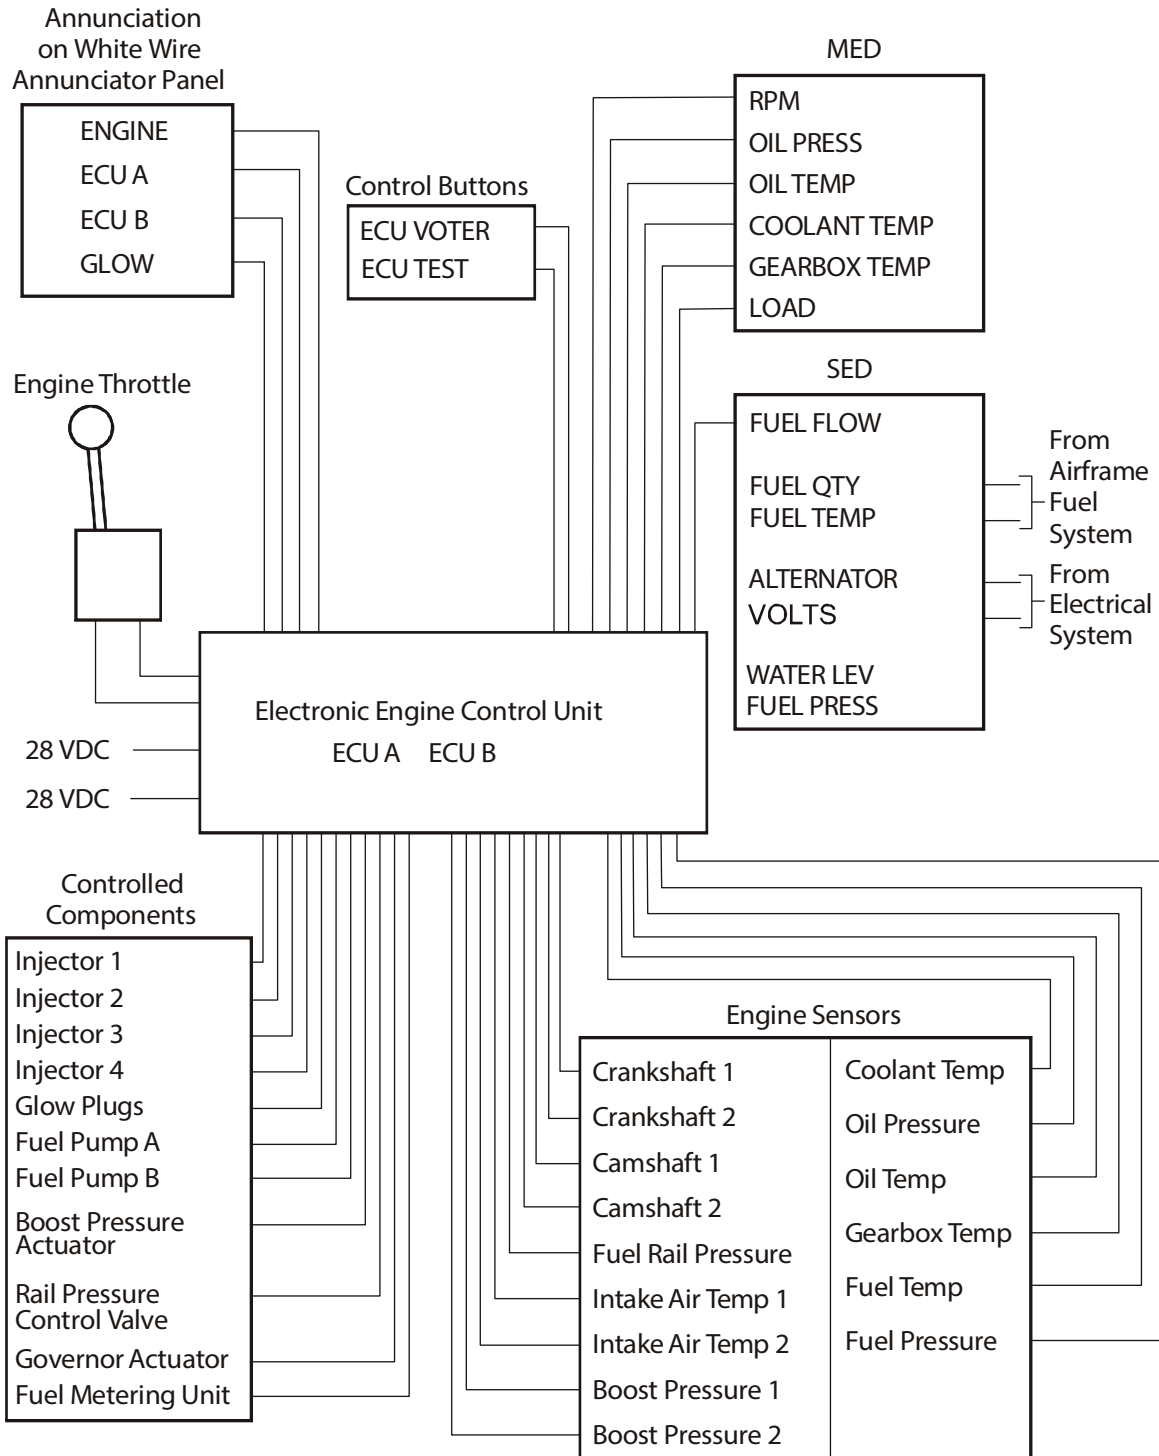 Annunciation
on White Wire
Annunciator Panel
ENGINE
ECU A
ECU B
GLOW
Control Buttons
ECU VOTER
ECU TEST
MED
RPM
OIL PRESS
OIL TEMP
COOLANT TEMP
GEARBOX TEMP
LOAD
Engine Throttle
SED
FUEL FLOW
FUEL QTY
FUEL TEMP
ALTERNATOR
VOLTS
WATER LEV
FUEL PRESS
From
Airframe
Fuel
System
From
Electrical
System
Electronic Engine Control Unit
ECU A ECU B
28 VDC
28 VDC
Controlled
Components
Injector 1
Injector 2
Injector 3
Injector 4
Glow Plugs
Fuel Pump A
Fuel Pump B
Boost Pressure
Actuator
Rail Pressure
Control Valve
Governor Actuator
Fuel Metering Unit
Engine Sensors
Crankshaft 1
Crankshaft 2
Camshaft 1
Camshaft 2
Fuel Rail Pressure
Intake Air Temp 1
Intake Air Temp 2
Boost Pressure 1
Boost Pressure 2
Coolant Temp
Oil Pressure
Oil Temp
Gearbox Temp
Fuel Temp
Fuel Pressure